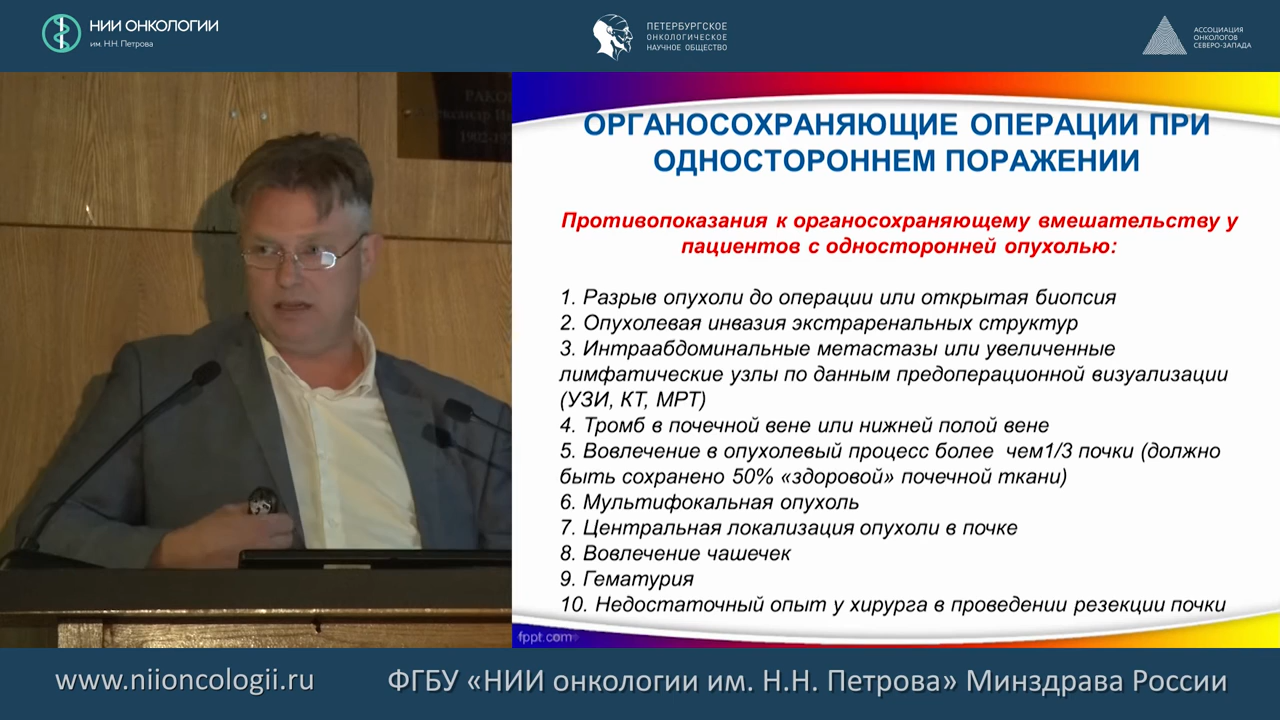 НИИ ОНКОЛОГИИ
им. Н.Н. Петрова
ПЕТЕРБУРГСКОЕ
ОНКОЛОГИЧЕСКОЕ
НАУЧНОЕ ОБЩЕСТВО
АССОЦИАЦИЯ
ОНКОЛОГОВ
СЕВЕРО-ЗАПАДА
ОРГАНОСОХРАНЯЮЩИЕ ОПЕРАЦИИ ПРИ
ОДНОСТОРОННЕМ ПОРАЖЕНИИ
Противопоказания к органосохраняющему вмешательству у
пациентов с односторонней опухолью:
1. Разрыв опухоли до операции или открытая биопсия
2. Опухолевая инвазия экстраренальных структур
3. Интраабдоминальные метастазы или увеличенные
лимфатические узлы по данным предоперационной визуализации
(УЗИ, КТ, МРТ)
4. Тромб в почечной вене или нижней полой вене
5. Вовлечение в опухолевый процесс более чем1/3 почки (должно
быть сохранено 50% «здоровой» почечной ткани)
6. Мультифокальная опухоль
7. Центральная локализация опухоли в почке
8. Вовлечение чашечек
9. Гематурия
10. Недостаточный опыт у хирурга в проведении резекции почки
fppt.com
www.niioncologii.ru
ФГБУ «НИИ онкологии им. Н.Н. Петрова» Минздрава России